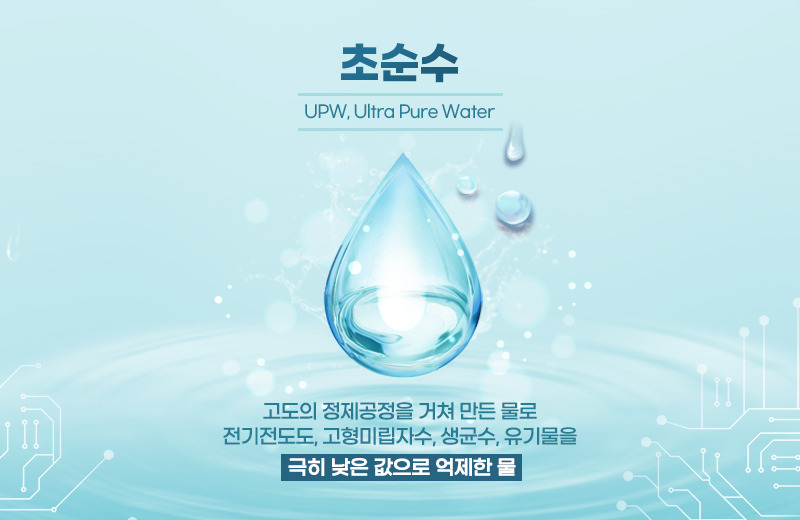 초순수
UPW, Ultra Pure Water
고도의 정제공정을 거쳐 만든 물로
전기전도도, 고형미립자수, 생균수, 유기물을
극히 낮은 값으로 억제한 물